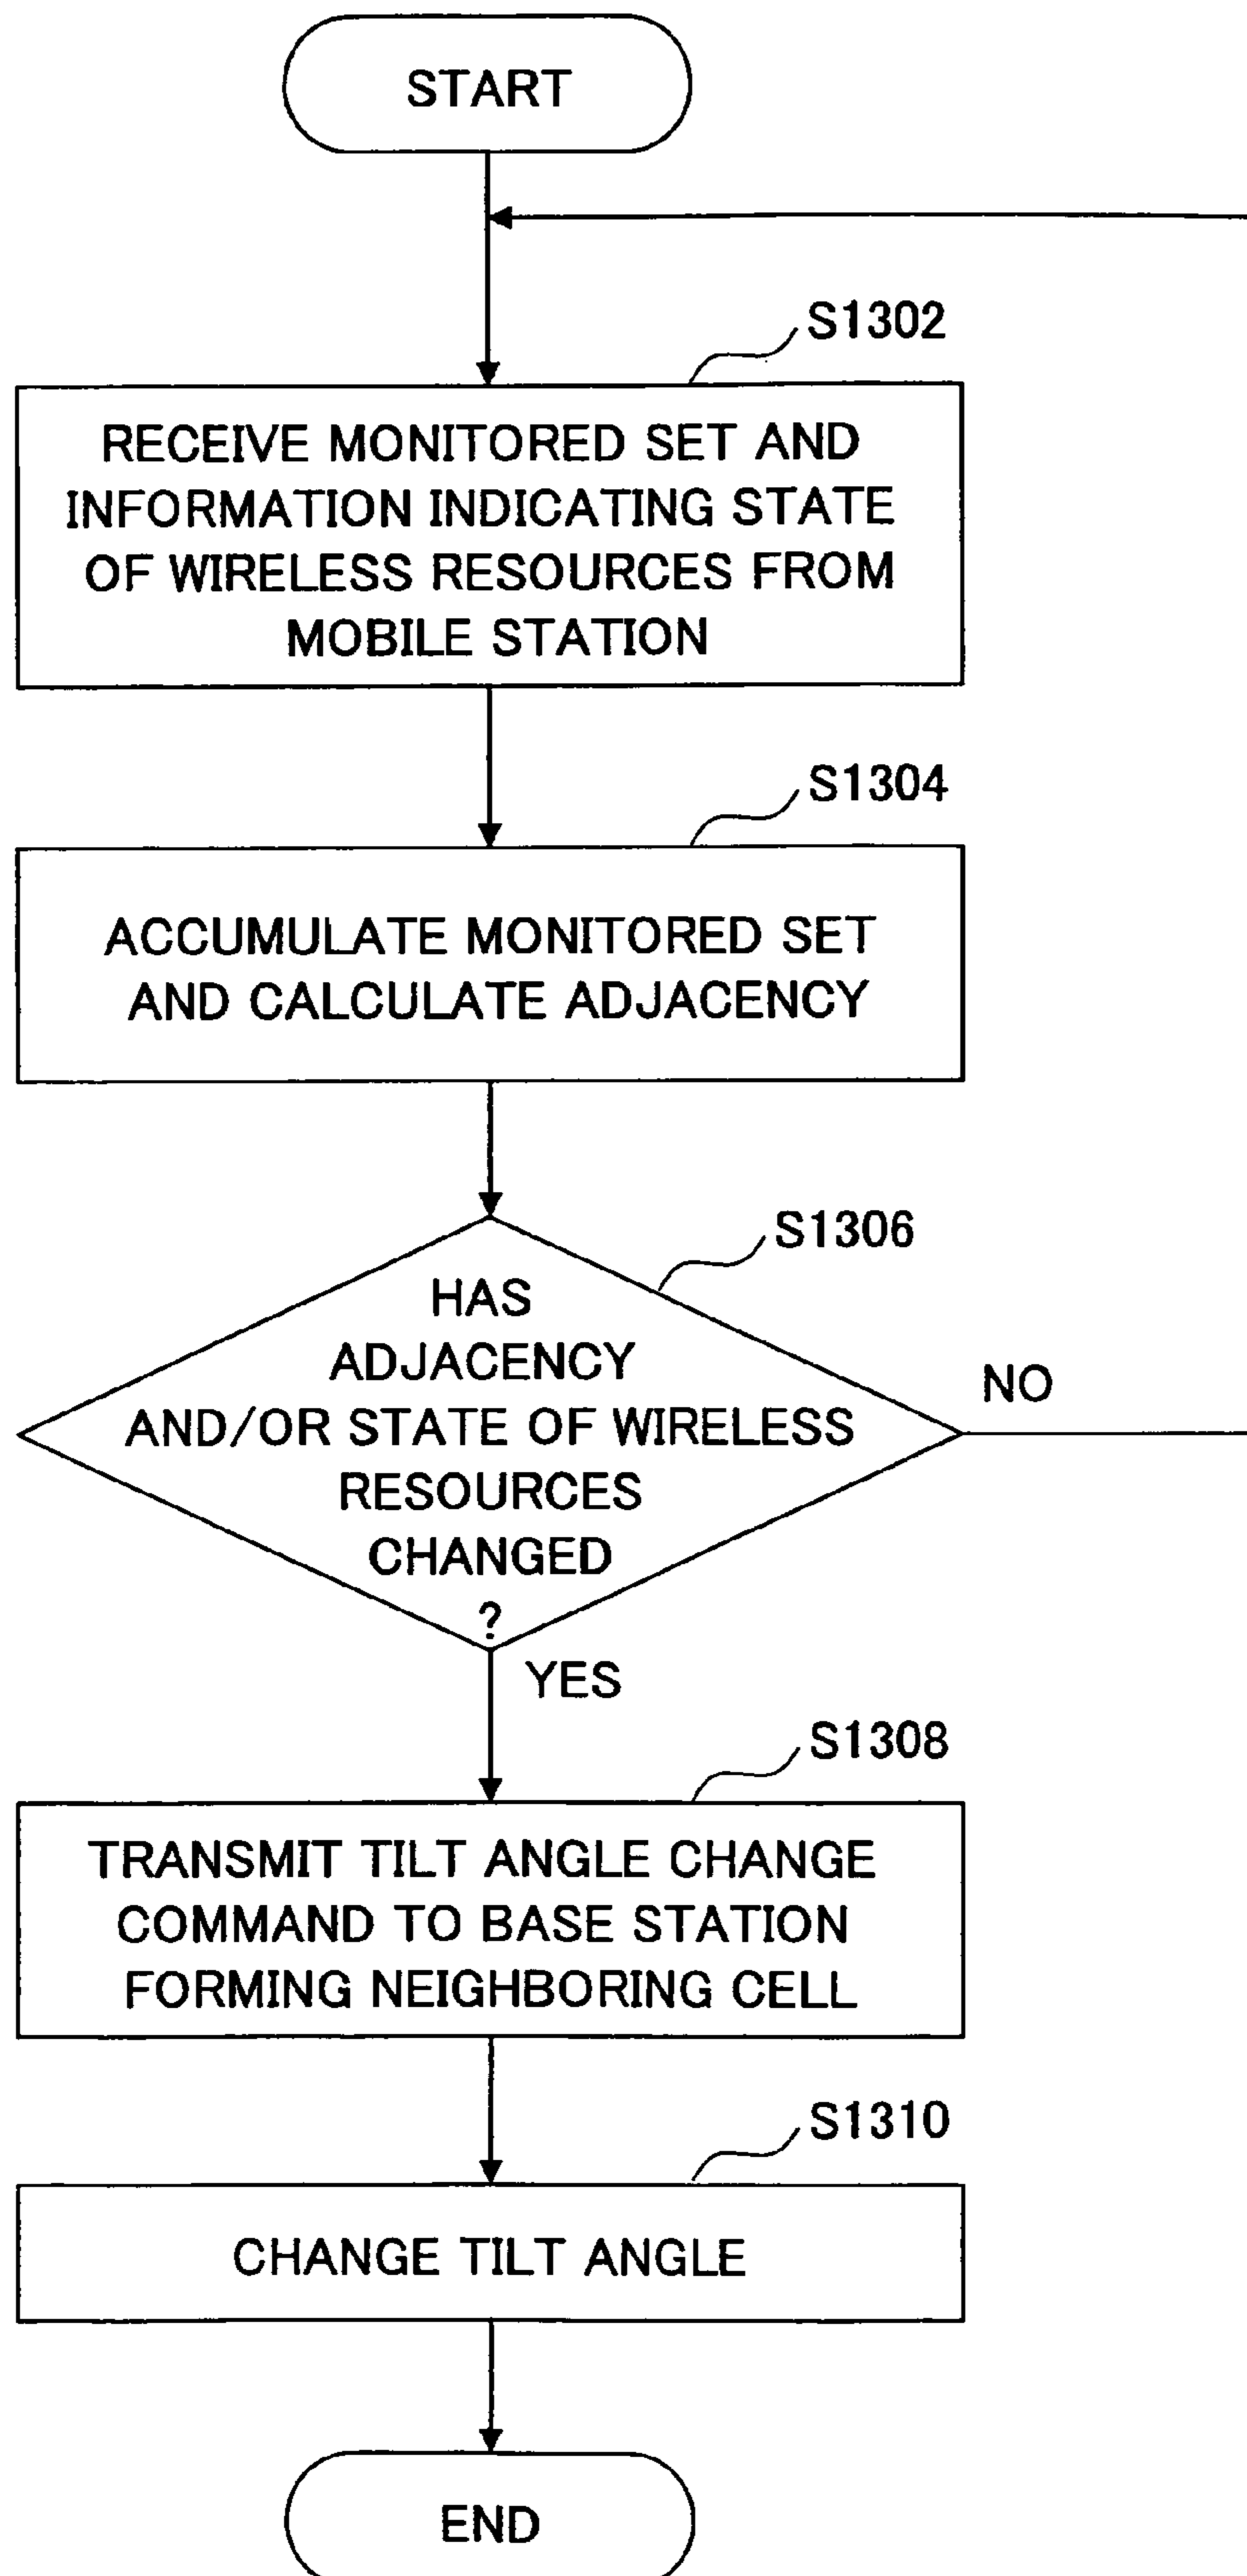 START
S1302
RECEIVE MONITORED SET AND
INFORMATION INDICATING STATE
OF WIRELESS RESOURCES FROM
MOBILE STATION
S1304
ACCUMULATE MONITORED SET
AND CALCULATE ADJACENCY
S1306
HAS
ADJACENCY
AND/OR STATE OF WIRELESS
RESOURCES
CHANGED
?
NO
YES
S1308
TRANSMIT TILT ANGLE CHANGE
COMMAND TO BASE STATION
FORMING NEIGHBORING CELL
S1310
CHANGE TILT ANGLE
END